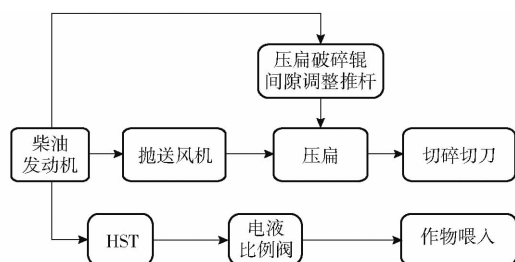 压扁破碎辊
间隙调整推杆
柴油
发动机
抛送风机
压扁
切碎切刀
HST
电液
比例阀
作物喂入